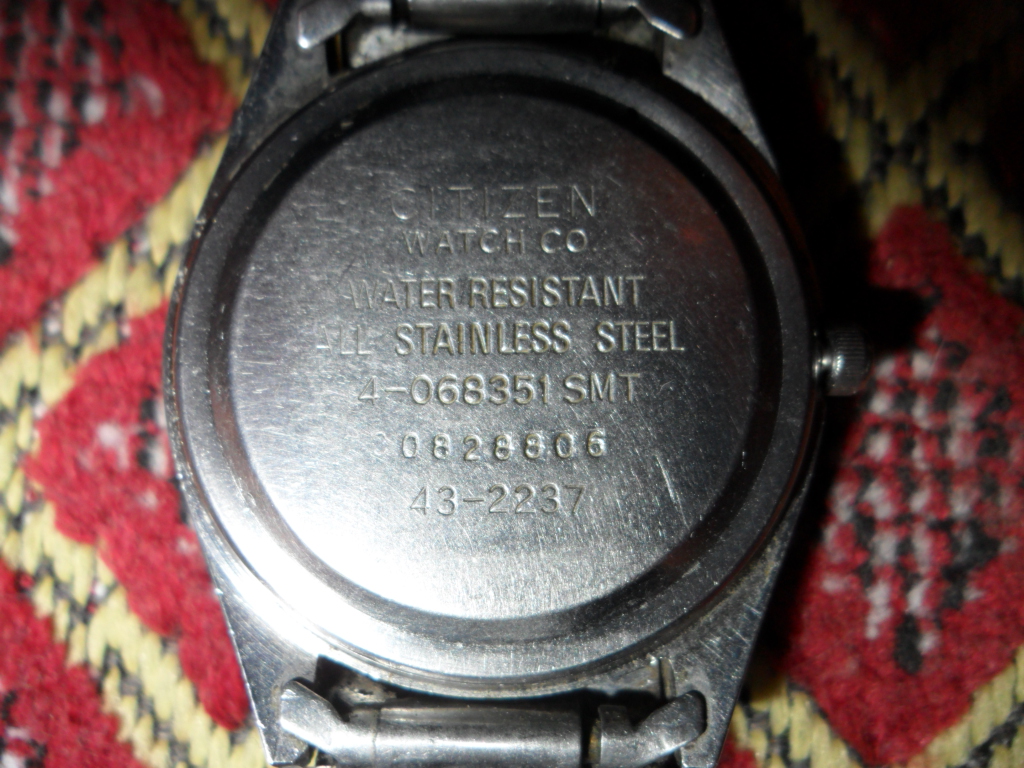 CITIZEN
WATCH CO
WATER RESISTANT
ALL STAINLESS STEEL
4-068351 SMT
0828806
43-2237